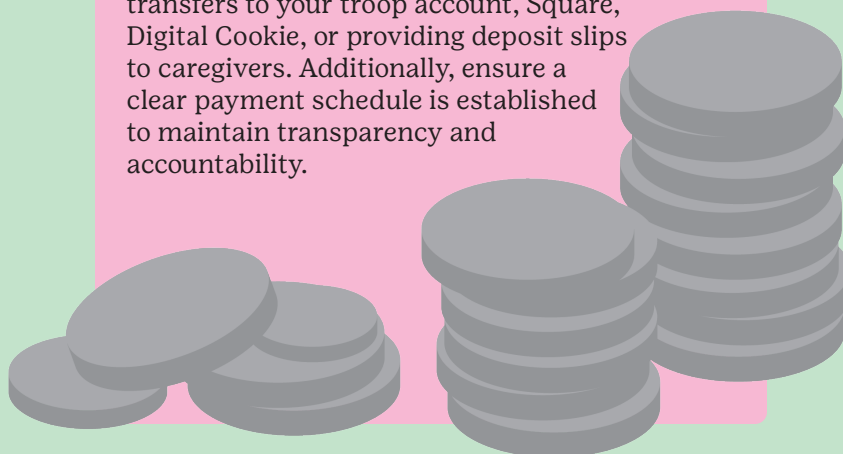 transfers to your troop account, Square,
Digital Cookie, or providing deposit slips
to caregivers. Additionally, ensure a
clear payment schedule is established
to maintain transparency and
accountability.